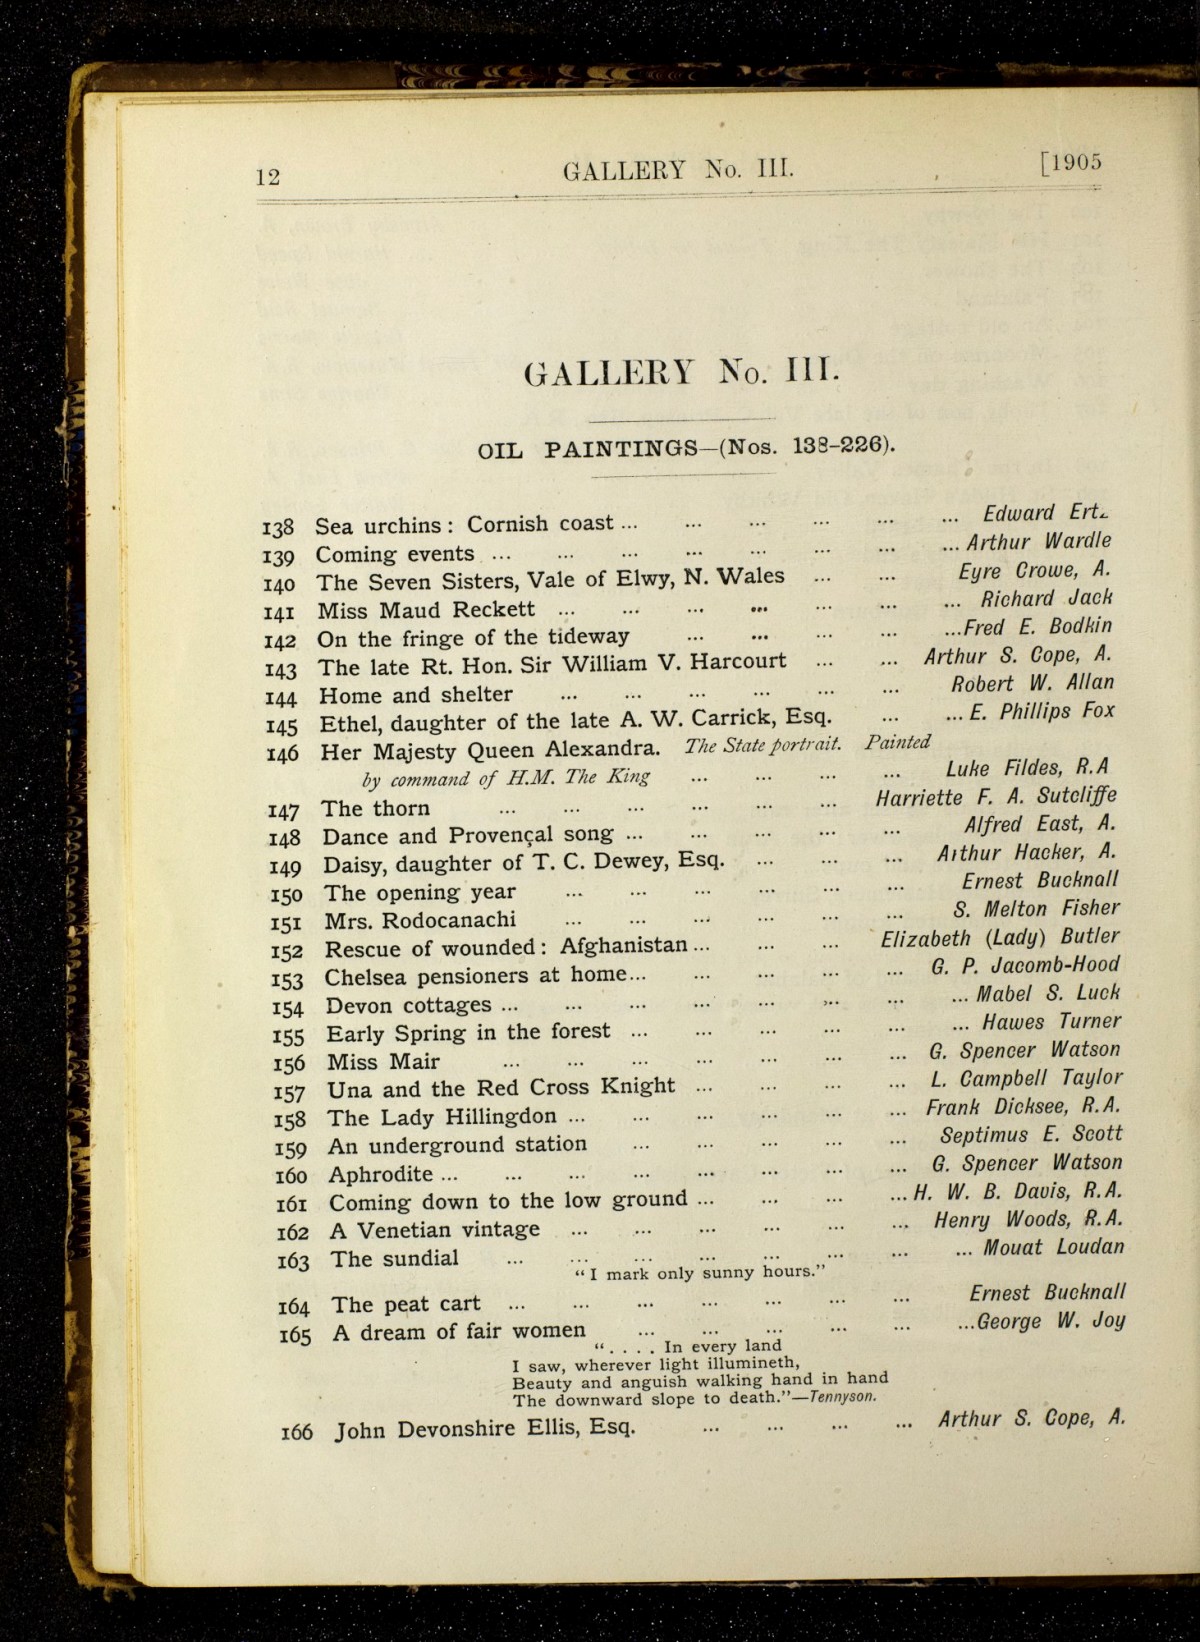 12 GALLERY No. III. [1905
GALLERY No. III.
OIL PAINTINGS—(Nos. 138–226).
138 Sea urchins: Cornish coast ... ... ... ... ... ... Edward Ertz
139 Coming events ... ... ... ... ... ... ... ... Arthur Wardle
140 The Seven Sisters, Vale of Elwy, N. Wales ... ... Eyre Crowe, A.
141 Miss Maud Reckett ... ... ... ... ... ... ... Richard Jack
142 On the fringe of the tideway ... ... ... ... ...Fred E. Bodkin
143 The late Rt. Hon. Sir William V. Harcourt ... ... Arthur S. Cope, A.
144 Home and shelter ... ... ... ... ... ... Robert W. Allan
145 Ethel, daughter of the late A. W. Carrick, Esq. ... ... E. Phillips Fox
146 Her Majesty Queen Alexandra. The State portrait. Painted
by command of H.M. The King ... ... ... ... Luke Fildes, R.A
147 The thorn ... ... ... ... ... ... Harriette F. A. Sutcliffe
148 Dance and Provençal song ... ... ... ... ... Alfred East, A.
149 Daisy, daughter of T. C. Dewey, Esq. ... ... ... Arthur Hacker, A.
150 The opening year ... ... ... ... ... ... Ernest Bucknall
151 Mrs. Rodocanachi ... ... ... ... ... ... S. Melton Fisher
152 Rescue of wounded: Afghanistan ... ... ... Elizabeth (Lady) Butler
153 Chelsea pensioners at home... ... ... ... ... G. P. Jacomb-Hood
154 Devon cottages ... ... ... ... ... ... ... ... Mabel S. Luck
155 Early Spring in the forest ... ... ... ... ... ... Hawes Turner
156 Miss Mair ... ... ... ... ... ... ... G. Spencer Watson
157 Una and the Red Cross Knight ... ... ... ... L. Campbell Taylor
158 The Lady Hillingdon ... ... ... ... ... ... Frank Dicksee, R.A.
159 An underground station ... ... ... ... ... Septimus E. Scott
160 Aphrodite ... ... ... ... ... ... ... ... G. Spencer Watson
161 Coming down to the low ground ... ... ... ... H. W. B. Davis, R.A.
162 A Venetian vintage ... ... ... ... ... ... Henry Woods, R.A.
163 The sundial ... ... ... ... ... ... ... ... Mouat Loudan
“I mark only sunny hours.”
164 The peat cart ... ... ... ... ... ... ... Ernest Bucknall
165 A dream of fair women ... ... ... ... ... ...George W. Joy
“. . . . In every land
I saw, wherever light illumineth,
Beauty and anguish walking hand in hand
The downward slope to death.”—Tennyson.
166 John Devonshire Ellis, Esq. ... ... ... ... Arthur S. Cope, A.